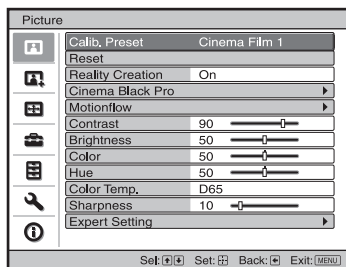 Picture
Calib. Preset Cinema Film 1
Reset
Reality Creation On
Cinema Black Pro
Motionflow
Contrast 90
Brightness 50
Color 50
Hue 50
Color Temp. D65
Sharpness 10
Expert Setting
Sel: Set: Back: Exit: MENU